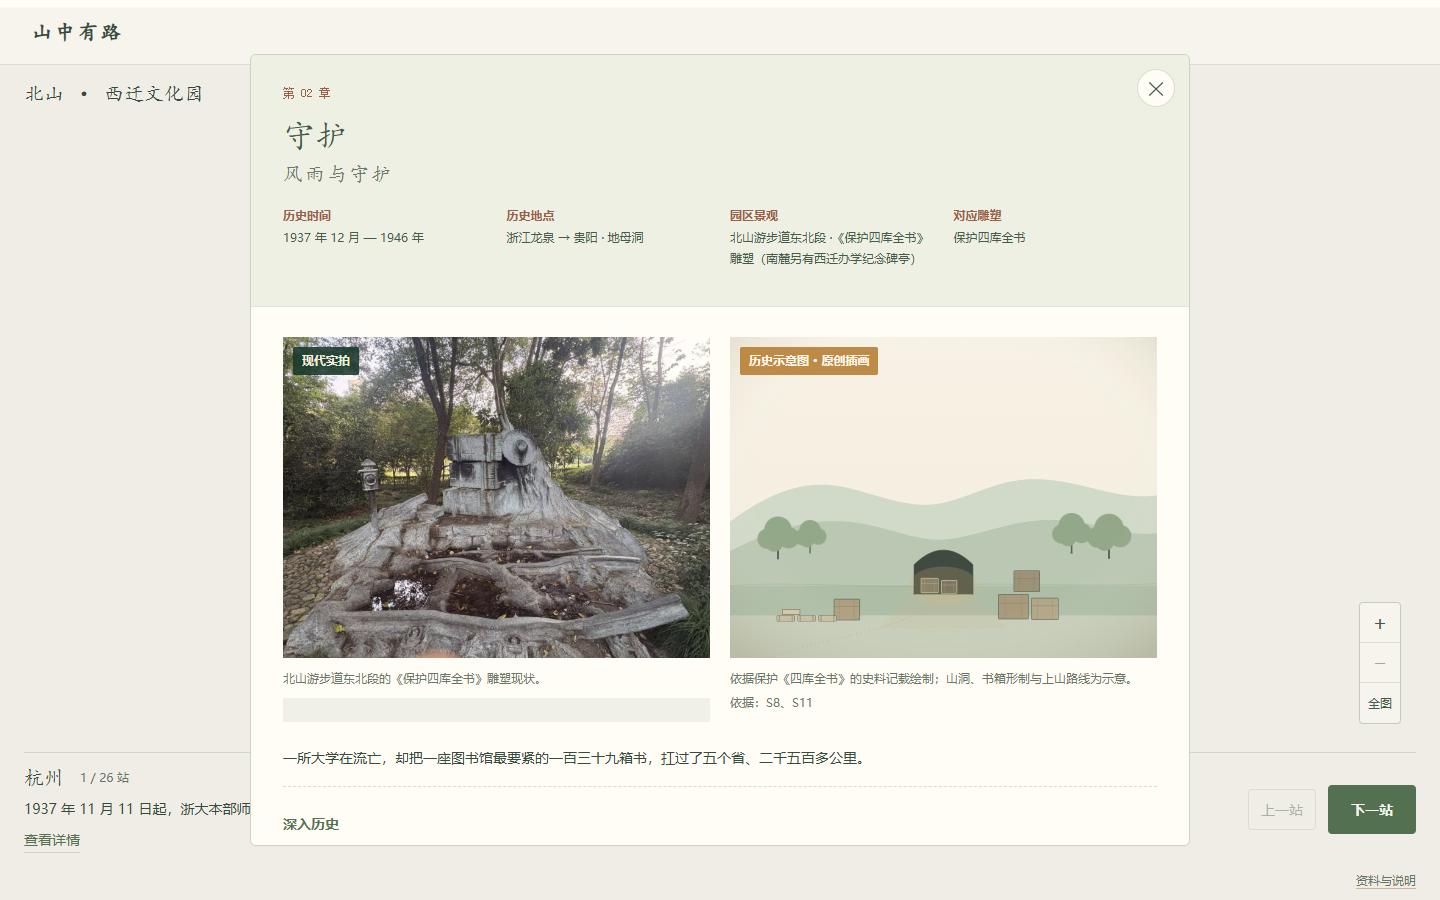 山中有路
北山 • 西迁文化园
第 02 章
守护
风雨与守护
历史时间
1937 年 12 月 — 1946 年
历史地点
浙江龙泉 → 贵阳 · 地母洞
园区景观
北山游步道东北段 ·《保护四库全书》
雕塑（南麓另有西迁办学纪念碑亭）
对应雕塑
保护四库全书
现代实拍
历史示意图 • 原创插画
北山游步道东北段的《保护四库全书》雕塑现状。
依据保护《四库全书》的史料记载绘制；山洞、书箱形制与上山路线为示意。
依据：S8、S11
一所大学在流亡，却把一座图书馆最要紧的一百三十九箱书，扛过了五个省、二千五百多公里。
深入历史
+
−
全图
杭州 1 / 26 站
1937 年 11 月 11 日起，浙大本部师
查看详情
上一站
下一站
资料与说明